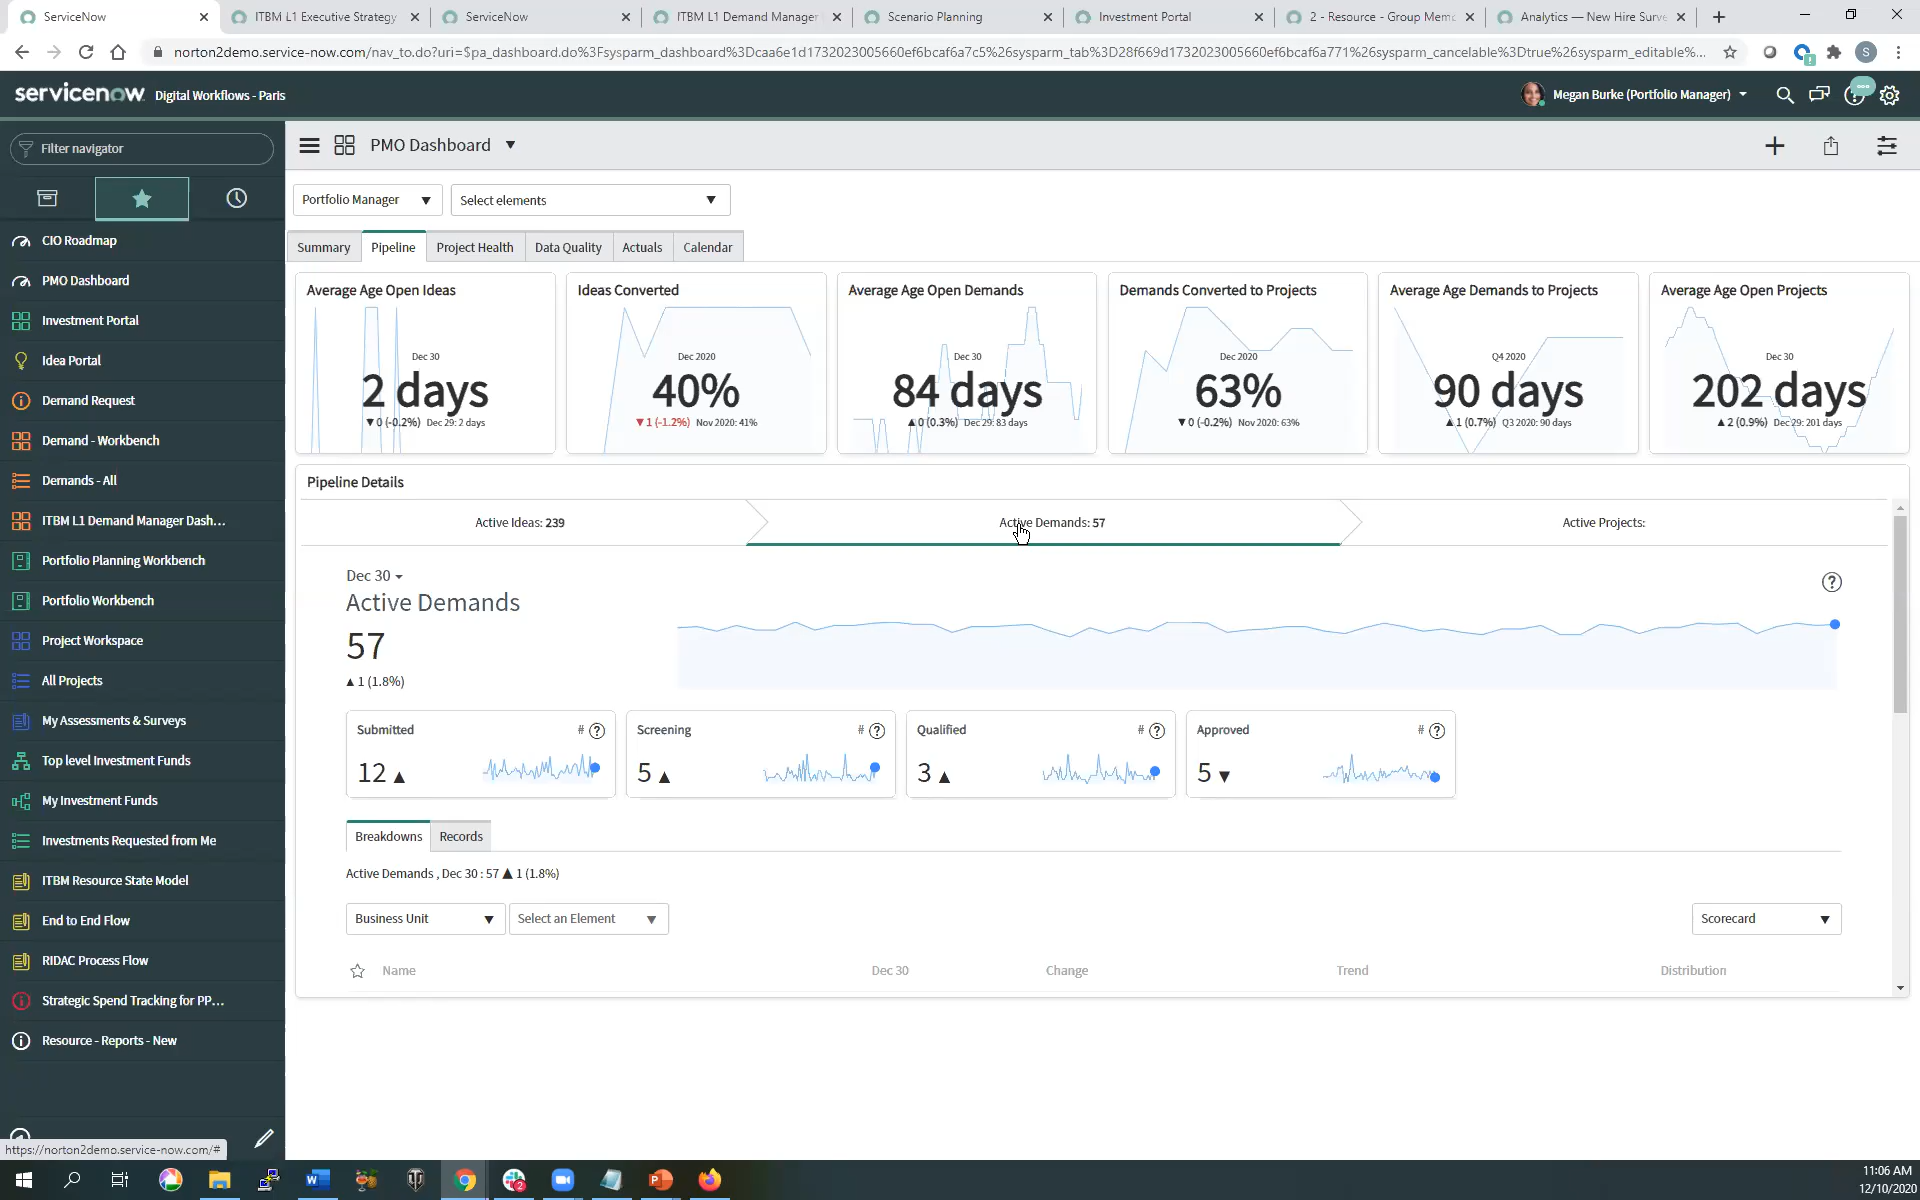 ServiceNow
ITBM L1 Executive Strategy
ServiceNow
ITBM L1 Demand Manager
Scenario Planning
Investment Portal
2 - Resource - Group Memb
Analytics — New Hire Surve
norton2demo.service-now.com/nav_to.do?uri=$pa_dashboard.do%3Fsysparm_dashboard%3Dcaa6e1d1732023005660ef6bcaf6a7c5%26sysparm_tab%3D28f669d1732023005660ef6bcaf6a771%26sysparm_cancelable%3Dtrue%26sysparm_editable%...
S
servicenow Digital Workflows - Paris
Megan Burke (Portfolio Manager)
Filter navigator
CIO Roadmap
PMO Dashboard
Investment Portal
Idea Portal
Demand Request
Demand - Workbench
Demands - All
ITBM L1 Demand Manager Dash...
Portfolio Planning Workbench
Portfolio Workbench
Project Workspace
All Projects
My Assessments & Surveys
Top level Investment Funds
My Investment Funds
Investments Requested from Me
ITBM Resource State Model
End to End Flow
RIDAC Process Flow
Strategic Spend Tracking for PP...
Resource - Reports - New
https://norton2demo.service-now.com/#
PMO Dashboard ▼
Portfolio Manager ▼
Select elements ▼
Summary
Pipeline
Project Health
Data Quality
Actuals
Calendar
Average Age Open Ideas
Dec 30
2 days
▼ 0 (-0.2%) Dec 29: 2 days
Ideas Converted
Dec 2020
40%
▼ 1 (-1.2%) Nov 2020: 41%
Average Age Open Demands
Dec 30
84 days
▲ 0 (0.3%) Dec 29: 83 days
Demands Converted to Projects
Dec 2020
63%
▼ 0 (-0.2%) Nov 2020: 63%
Average Age Demands to Projects
Q4 2020
90 days
▲ 1 (0.7%) Q3 2020: 90 days
Average Age Open Projects
Dec 30
202 days
▲ 2 (0.9%) Dec 29: 201 days
Pipeline Details
Active Ideas: 239
Active Demands: 57
Active Projects:
Dec 30
Active Demands
57
▲ 1 (1.8%)
?
Submitted # ?
12 ▲
Screening # ?
5 ▲
Qualified # ?
3 ▲
Approved # ?
5 ▼
Breakdowns
Records
Active Demands , Dec 30 : 57 ▲ 1 (1.8%)
Business Unit ▼
Select an Element ▼
Scorecard ▼
Name
Dec 30
Change
Trend
Distribution
11:06 AM
12/10/2020